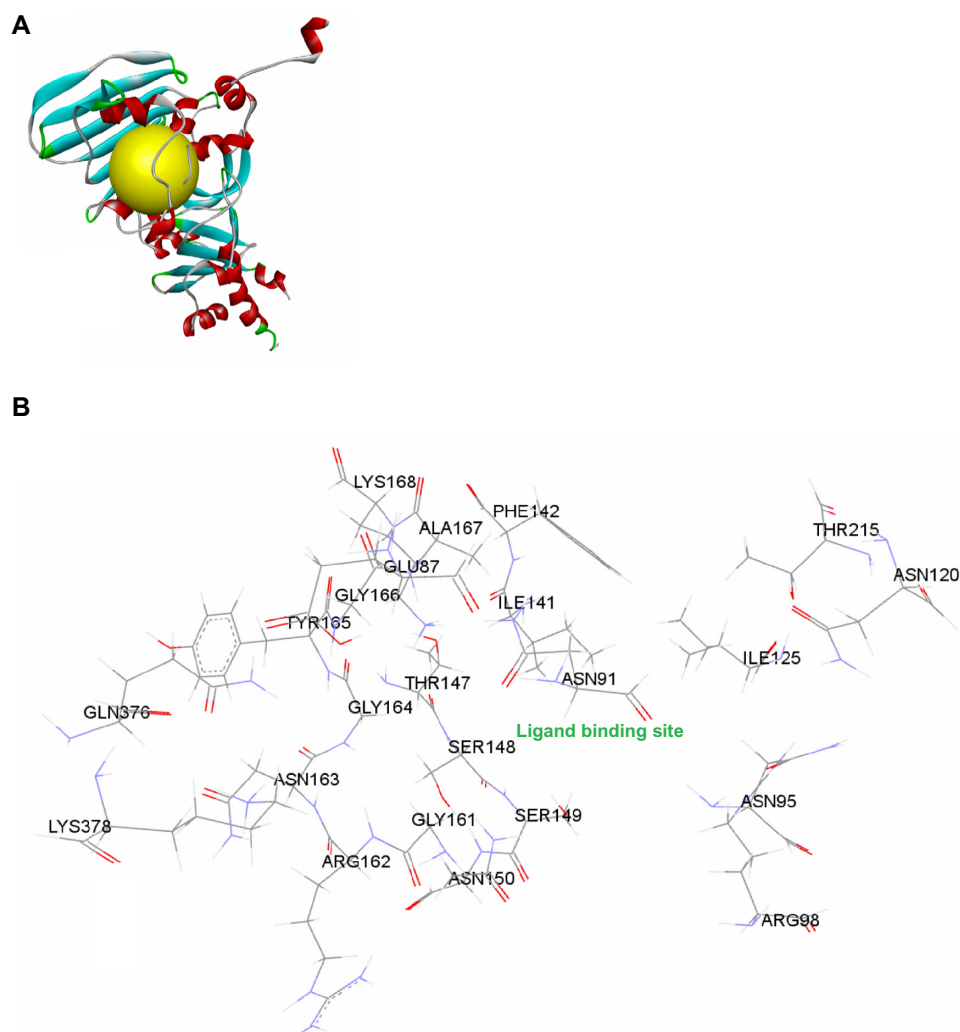 A
B
LYS168
PHE142
ALA167
THR215
GLU87
ASN120
GLY166
ILE141
TYR165
ILE125
THR147
ASN91
GLN376
GLY164
Ligand binding site
SER148
ASN163
ASN95
LYS378
GLY161
SER149
ARG162
ASN150
ARG98